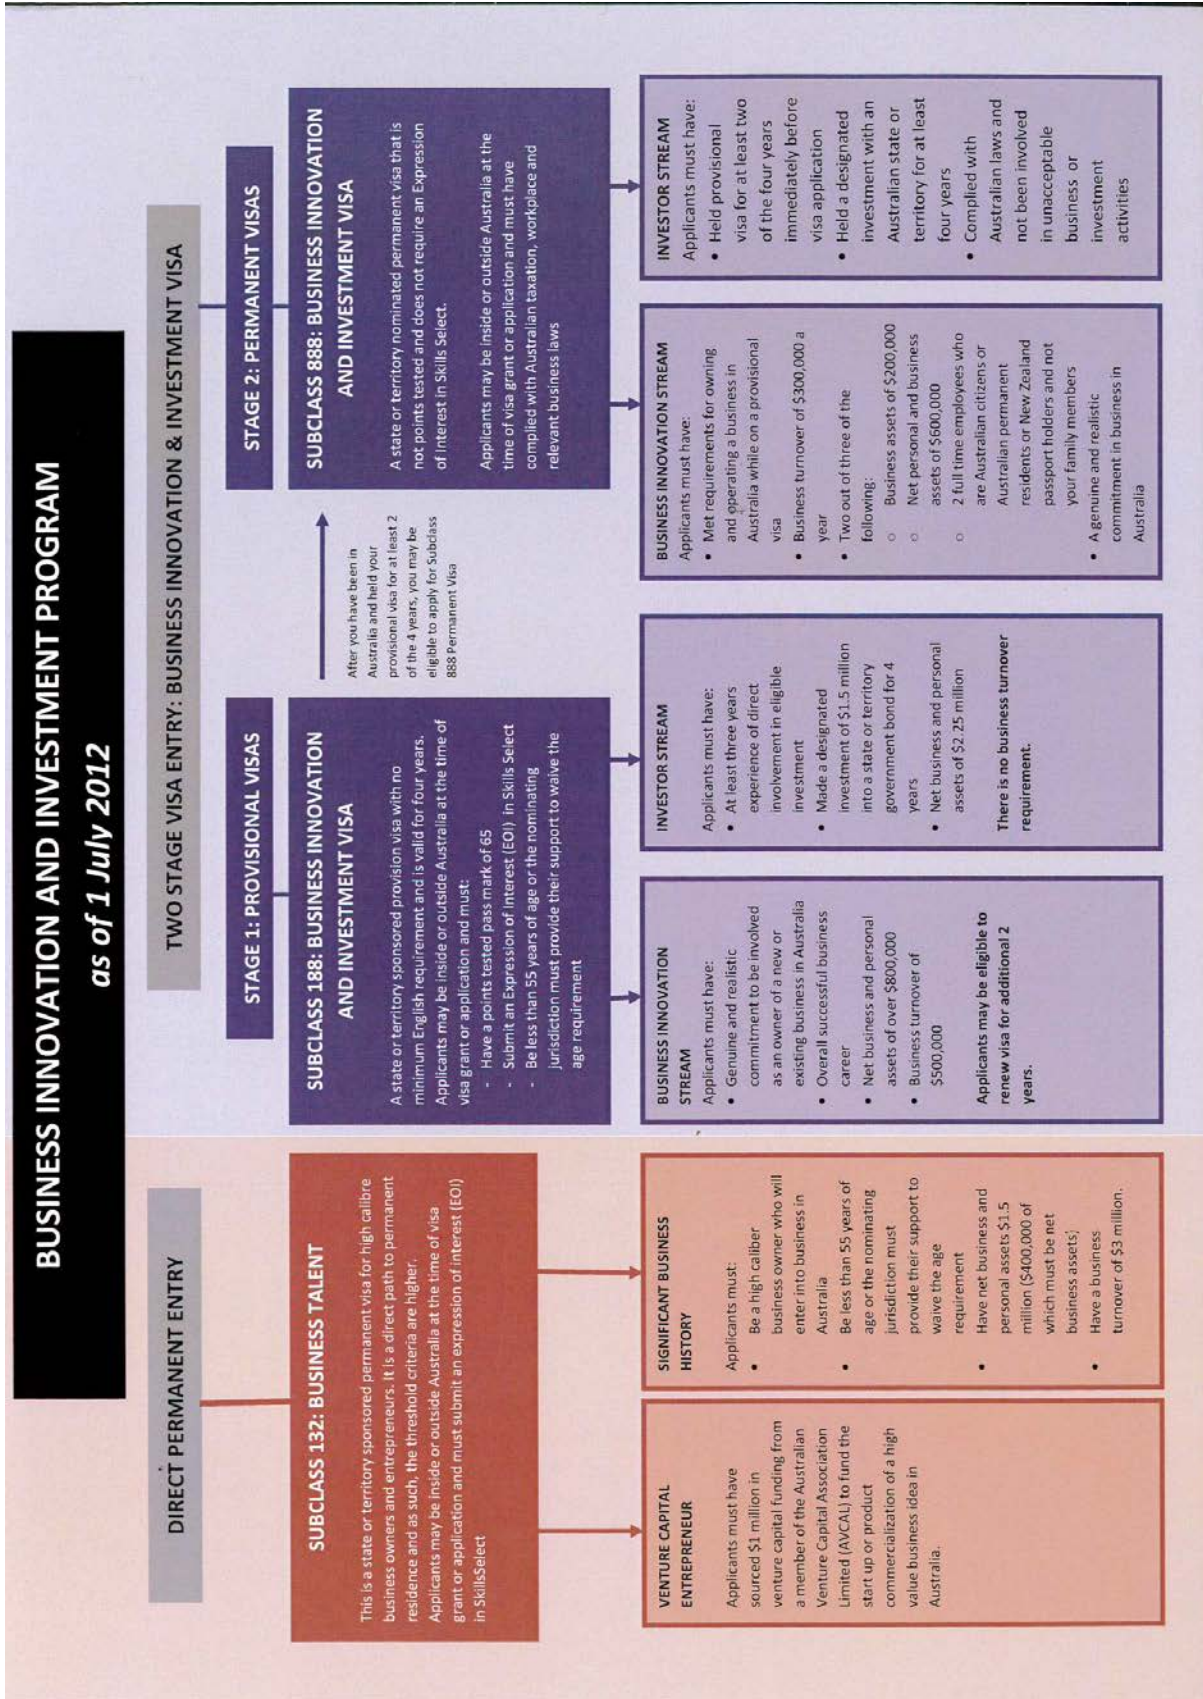 BUSINESS INNOVATION AND INVESTMENT PROGRAM
as of 1 July 2012
DIRECT PERMANENT ENTRY
SUBCLASS 132: BUSINESS TALENT
This is a state or territory sponsored permanent visa for high calibre
business owners and entrepreneurs. It is a direct path to permanent
residence and as such, the threshold criteria are higher.
Applicants may be inside or outside Australia at the time of visa
grant or application and must submit an expression of interest (EOI)
in SkillsSelect
VENTURE CAPITAL
ENTREPRENEUR
Applicants must have
sourced $1 million in
venture capital funding from
a member of the Australian
Venture Capital Association
Limited (AVCAL) to fund the
start up or product
commercialization of a high
value business idea in
Australia.
SIGNIFICANT BUSINESS
HISTORY
Applicants must:
• Be a high caliber
business owner who will
enter into business in
Australia
• Be less than 55 years of
age or the nominating
jurisdiction must
provide their support to
waive the age
requirement
• Have net business and
personal assets $1.5
million ($400,000 of
which must be net
business assets;
• Have a business
turnover of $3 million.
TWO STAGE VISA ENTRY: BUSINESS INNOVATION & INVESTMENT VISA
STAGE 1: PROVISIONAL VISAS
SUBCLASS 188: BUSINESS INNOVATION
AND INVESTMENT VISA
A state or territory sponsored provision visa with no
minimum English requirement and is valid for four years.
Applicants may be inside or outside Australia at the time of
visa grant or application and must:
- Have a points tested pass mark of 65
- Submit an Expression of Interest (EOI) in Skills Select
- Be less than 55 years of age or the nominating
jurisdiction must provide their support to waive the
age requirement
BUSINESS INNOVATION
STREAM
Applicants must have:
• Genuine and realistic
commitment to be involved
as an owner of a new or
existing business in Australia
• Overall successful business
career
• Net business and personal
assets of over $800,000
• Business turnover of
$500,000
Applicants may be eligible to
renew visa for additional 2
years.
INVESTOR STREAM
Applicants must have:
• At least three years
experience of direct
involvement in eligible
investment
• Made a designated
investment of $1.5 million
into a state or territory
government bond for 4
years
• Net business and personal
assets of $2.25 million
There is no business turnover
requirement.
After you have been in
Australia and held your
provisional visa for at least 2
of the 4 years, you may be
eligible to apply for Subclass
888 Permanent Visa
STAGE 2: PERMANENT VISAS
SUBCLASS 888: BUSINESS INNOVATION
AND INVESTMENT VISA
A state or territory nominated permanent visa that is
not points tested and does not require an Expression
of Interest in Skills Select.
Applicants may be inside or outside Australia at the
time of visa grant or application and must have
complied with Australian taxation, workplace and
relevant business laws
BUSINESS INNOVATION STREAM
Applicants must have:
• Met requirements for owning
and operating a business in
Australia while on a provisional
visa
• Business turnover of $300,000 a
year
• Two out of three of the
following:
○ Business assets of $200,000
○ Net personal and business
assets of $600,000
○ 2 full time employees who
are Australian citizens or
Australian permanent
residents or New Zealand
passport holders and not
your family members
• A genuine and realistic
commitment in business in
Australia
INVESTOR STREAM
Applicants must have:
• Held provisional
visa for at least two
of the four years
immediately before
visa application
• Held a designated
investment with an
Australian state or
territory for at least
four years
• Complied with
Australian laws and
not been involved
in unacceptable
business or
investment
activities